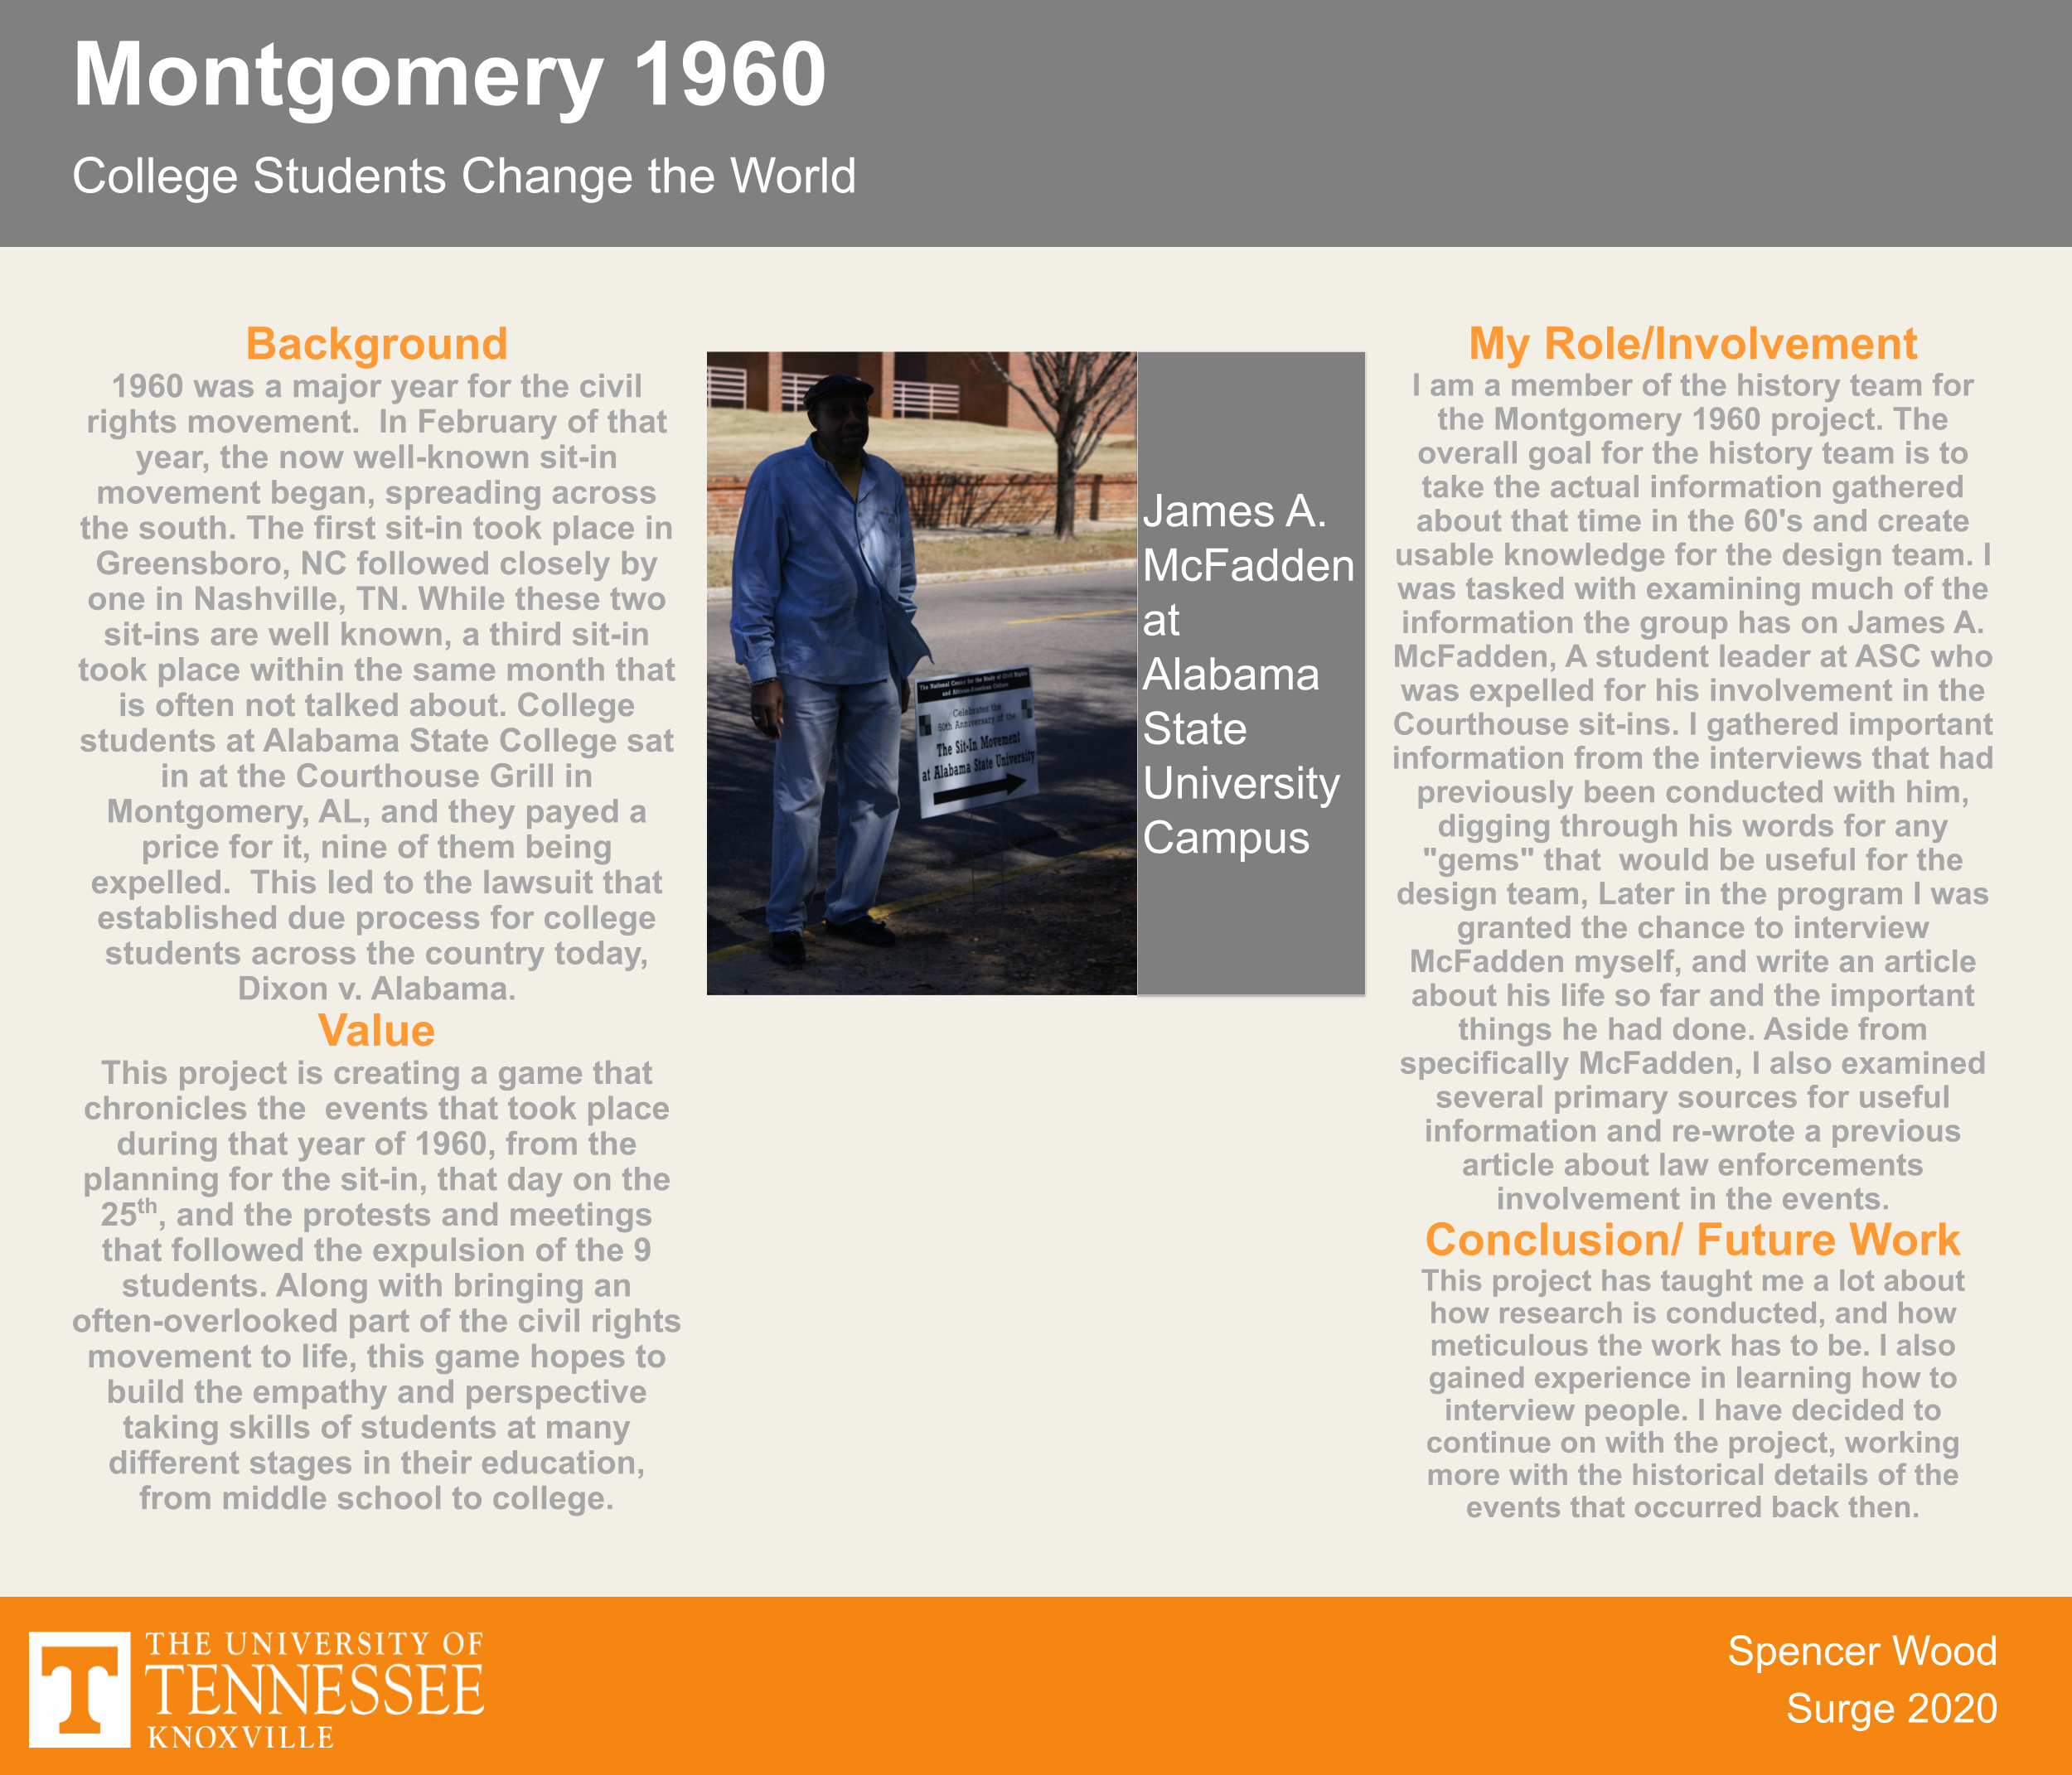 Montgomery 1960
College Students Change the World
Background
1960 was a major year for the civil
rights movement.  In February of that
year, the now well-known sit-in
movement began, spreading across
the south. The first sit-in took place in
Greensboro, NC followed closely by
one in Nashville, TN. While these two
sit-ins are well known, a third sit-in
took place within the same month that
is often not talked about. College
students at Alabama State College sat
in at the Courthouse Grill in
Montgomery, AL, and they payed a
price for it, nine of them being
expelled.  This led to the lawsuit that
established due process for college
students across the country today,
Dixon v. Alabama.
Value
This project is creating a game that
chronicles the  events that took place
during that year of 1960, from the
planning for the sit-in, that day on the
25th, and the protests and meetings
that followed the expulsion of the 9
students. Along with bringing an
often-overlooked part of the civil rights
movement to life, this game hopes to
build the empathy and perspective
taking skills of students at many
different stages in their education,
from middle school to college.
The National Center for the Study of Civil Rights
and African-American Culture
Celebrates the
50th Anniversary of the
The Sit-In Movement
at Alabama State University
James A.
McFadden
at
Alabama
State
University
Campus
My Role/Involvement
I am a member of the history team for
the Montgomery 1960 project. The
overall goal for the history team is to
take the actual information gathered
about that time in the 60's and create
usable knowledge for the design team. I
was tasked with examining much of the
information the group has on James A.
McFadden, A student leader at ASC who
was expelled for his involvement in the
Courthouse sit-ins. I gathered important
information from the interviews that had
previously been conducted with him,
digging through his words for any
"gems" that  would be useful for the
design team, Later in the program I was
granted the chance to interview
McFadden myself, and write an article
about his life so far and the important
things he had done. Aside from
specifically McFadden, I also examined
several primary sources for useful
information and re-wrote a previous
article about law enforcements
involvement in the events.
Conclusion/ Future Work
This project has taught me a lot about
how research is conducted, and how
meticulous the work has to be. I also
gained experience in learning how to
interview people. I have decided to
continue on with the project, working
more with the historical details of the
events that occurred back then.
T
THE UNIVERSITY OF
TENNESSEE
KNOXVILLE
Spencer Wood
Surge 2020